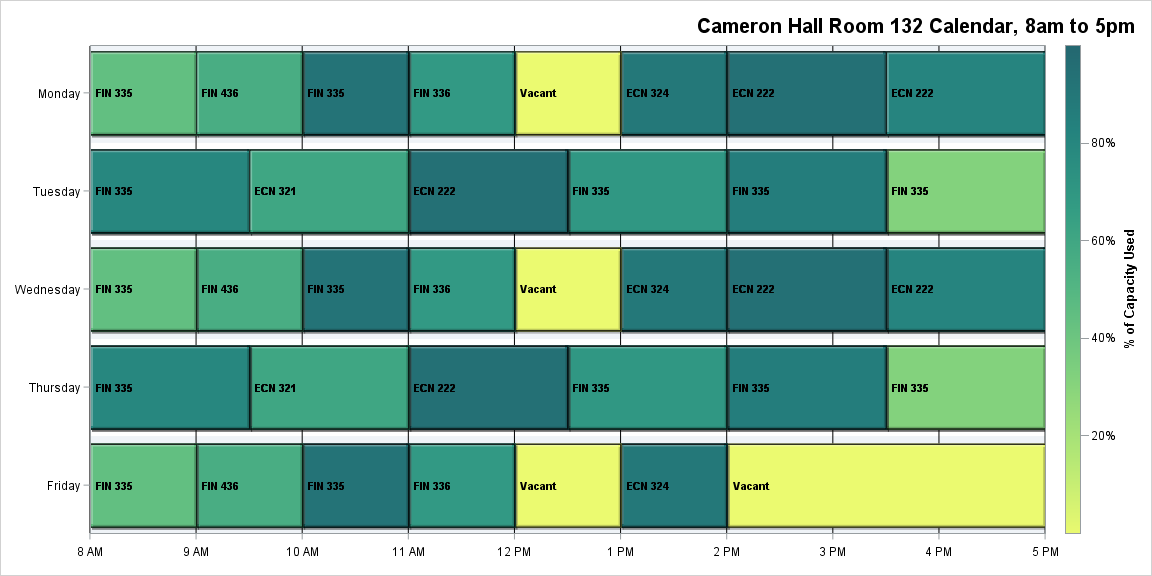 Cameron Hall Room 132 Calendar, 8am to 5pm
Monday
FIN 335
FIN 436
FIN 335
FIN 336
Vacant
ECN 324
ECN 222
ECN 222
Tuesday
FIN 335
ECN 321
ECN 222
FIN 335
FIN 335
FIN 335
Wednesday
FIN 335
FIN 436
FIN 335
FIN 336
Vacant
ECN 324
ECN 222
ECN 222
Thursday
FIN 335
ECN 321
ECN 222
FIN 335
FIN 335
FIN 335
Friday
FIN 335
FIN 436
FIN 335
FIN 336
Vacant
ECN 324
Vacant
8 AM
9 AM
10 AM
11 AM
12 PM
1 PM
2 PM
3 PM
4 PM
5 PM
80%
60%
40%
20%
% of Capacity Used